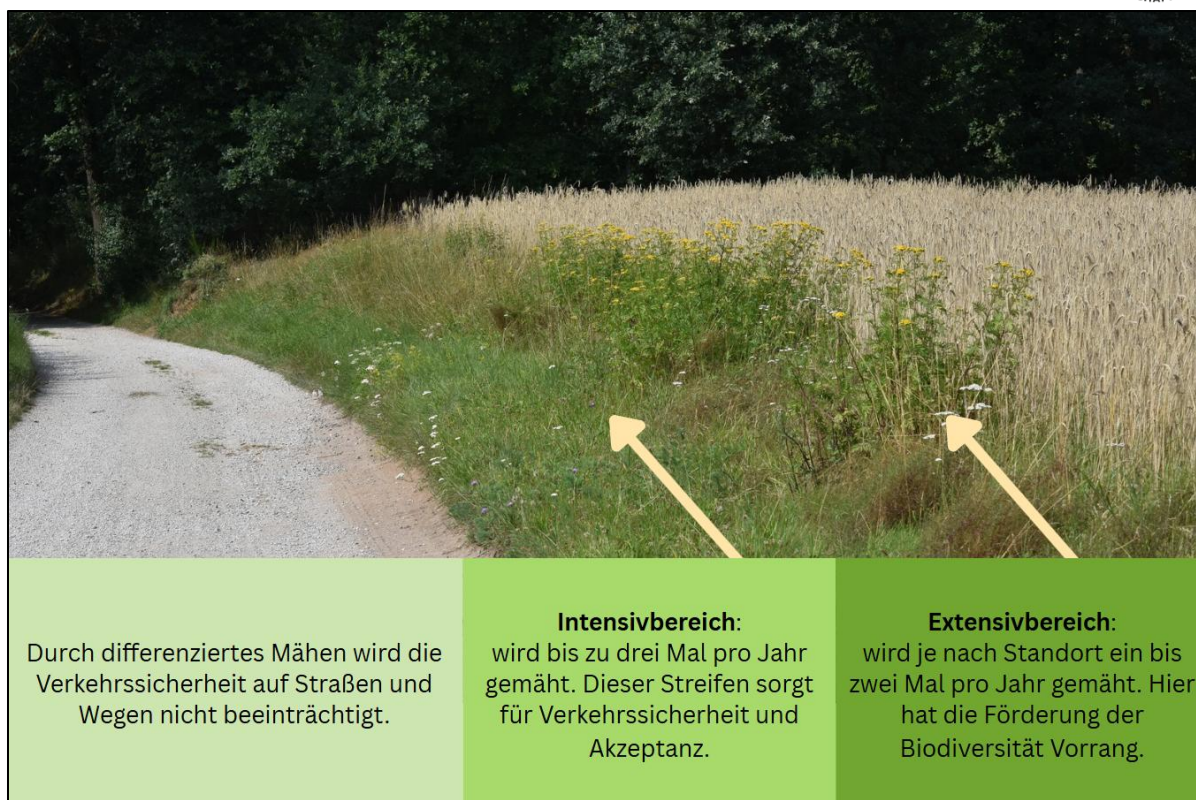 Durch differenziertes Mähen wird die
Verkehrssicherheit auf Straßen und
Wegen nicht beeinträchtigt.
Intensivbereich:
wird bis zu drei Mal pro Jahr
gemäht. Dieser Streifen sorgt
für Verkehrssicherheit und
Akzeptanz.
Extensivbereich:
wird je nach Standort ein bis
zwei Mal pro Jahr gemäht. Hier
hat die Förderung der
Biodiversität Vorrang.